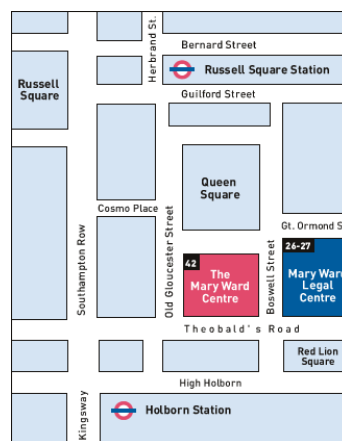 Herbrand St.
Bernard Street
Russell Square Station
Russell
Square
Guilford Street
Queen
Square
Cosmo Place
Southampton Row
Old Gloucester Street
Gt. Ormond S
Boswell Street
42
The
Mary Ward
Centre
26-27
Mary Ward
Legal
Centre
Theobald's Road
Red Lion
Square
High Holborn
Kingsway
Holborn Station